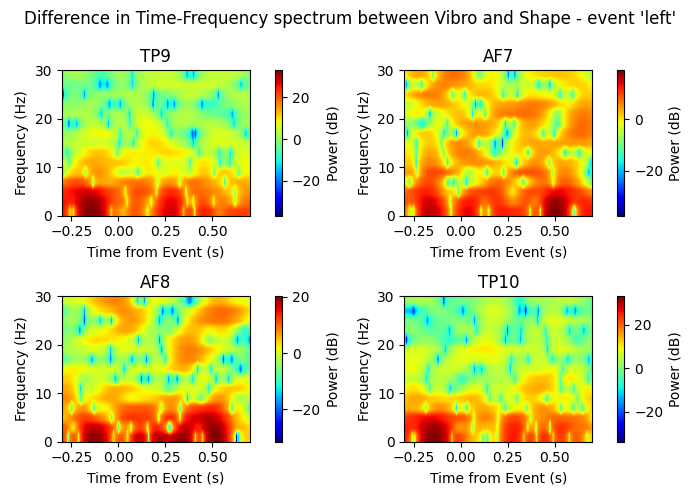 Difference in Time-Frequency spectrum between Vibro and Shape - event 'left'
TP9
Frequency (Hz)
30
20
10
0
−0.25 0.00 0.25 0.50
Time from Event (s)
20
0
−20
Power (dB)
AF7
Frequency (Hz)
30
20
10
0
−0.25 0.00 0.25 0.50
Time from Event (s)
0
−20
Power (dB)
AF8
Frequency (Hz)
30
20
10
0
−0.25 0.00 0.25 0.50
Time from Event (s)
20
0
−20
Power (dB)
TP10
Frequency (Hz)
30
20
10
0
−0.25 0.00 0.25 0.50
Time from Event (s)
20
0
−20
Power (dB)